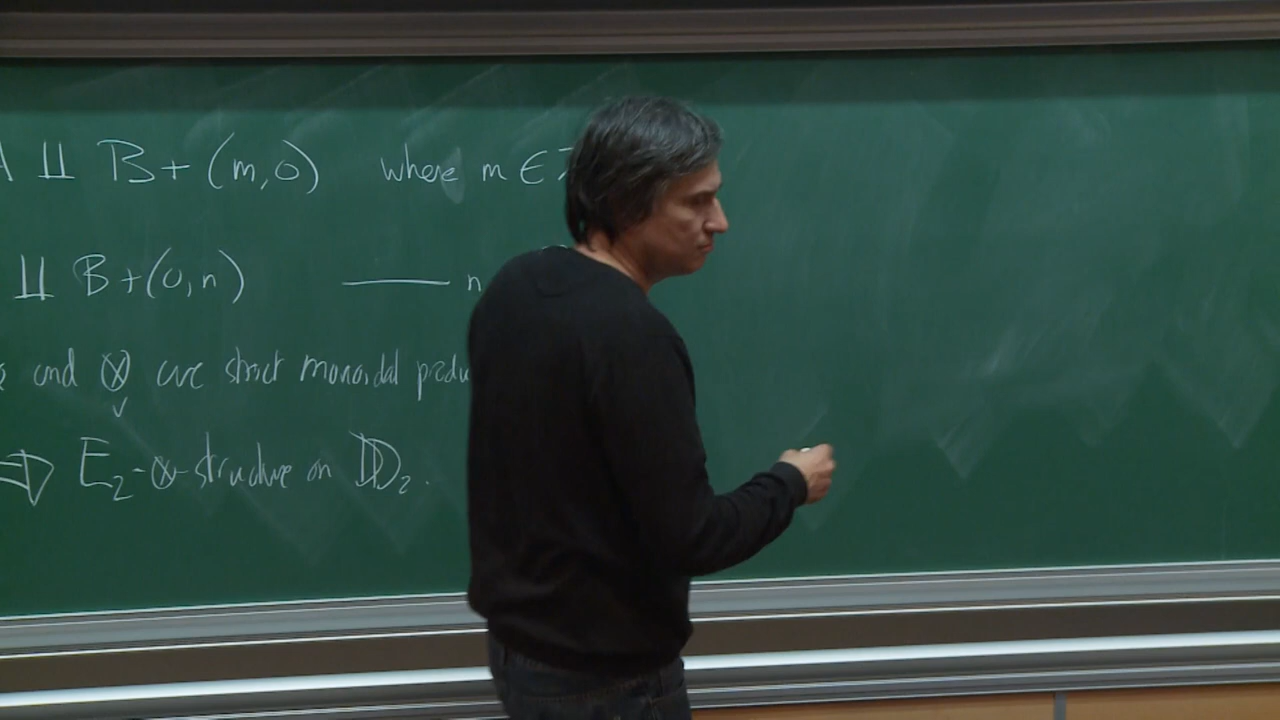 ⨿ B + (m,0) where m ∈
⨿ B + (0,n) —— n
and ⊗ are strict monoidal produ
v
⇒ E₂-⊗-structure on 𝔻₂.